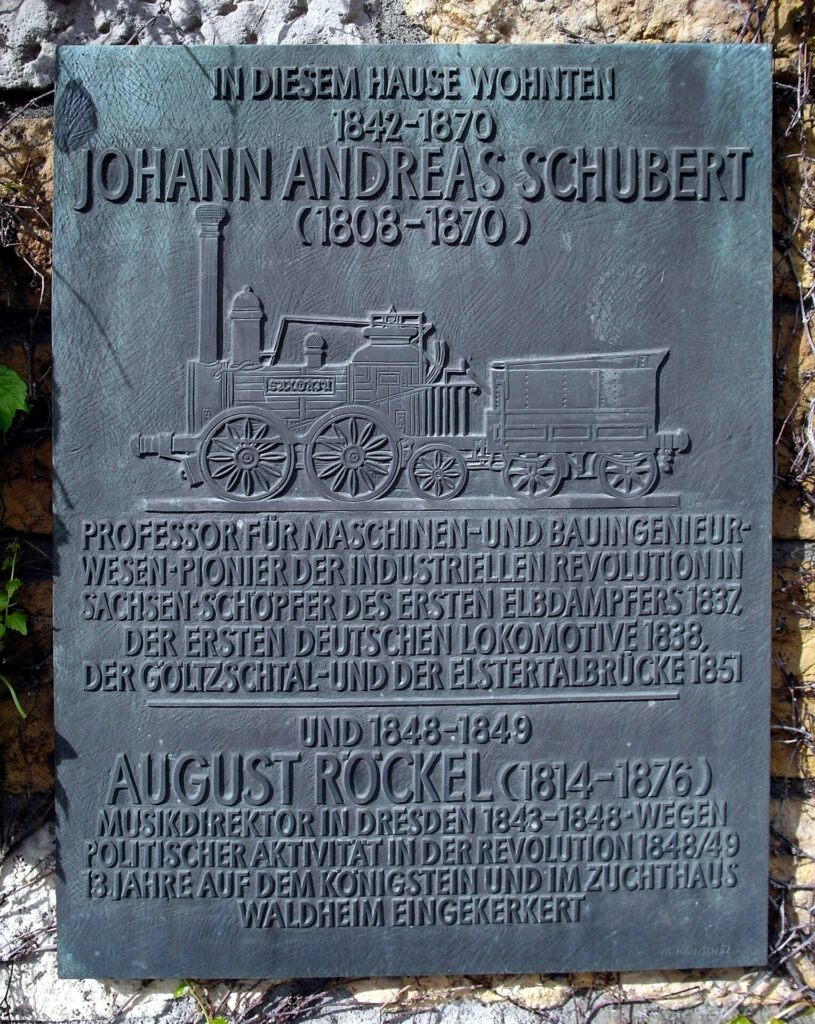 IN DIESEM HAUSE WOHNTEN
1842-1870
JOHANN ANDREAS SCHUBERT
(1808-1870)
SAXONIA
PROFESSOR FÜR MASCHINEN- UND BAUINGENIEUR-
WESEN · PIONIER DER INDUSTRIELLEN REVOLUTION IN
SACHSEN · SCHÖPFER DES ERSTEN ELBDAMPFERS 1837,
DER ERSTEN DEUTSCHEN LOKOMOTIVE 1838,
DER GÖLTZSCHTAL- UND DER ELSTERTALBRÜCKE 1851
UND 1848-1849
AUGUST RÖCKEL (1814-1876)
MUSIKDIREKTOR IN DRESDEN 1843-1848 · WEGEN
POLITISCHER AKTIVITÄT IN DER REVOLUTION 1848/49
13 JAHRE AUF DEM KÖNIGSTEIN UND IM ZUCHTHAUS
WALDHEIM EINGEKERKERT